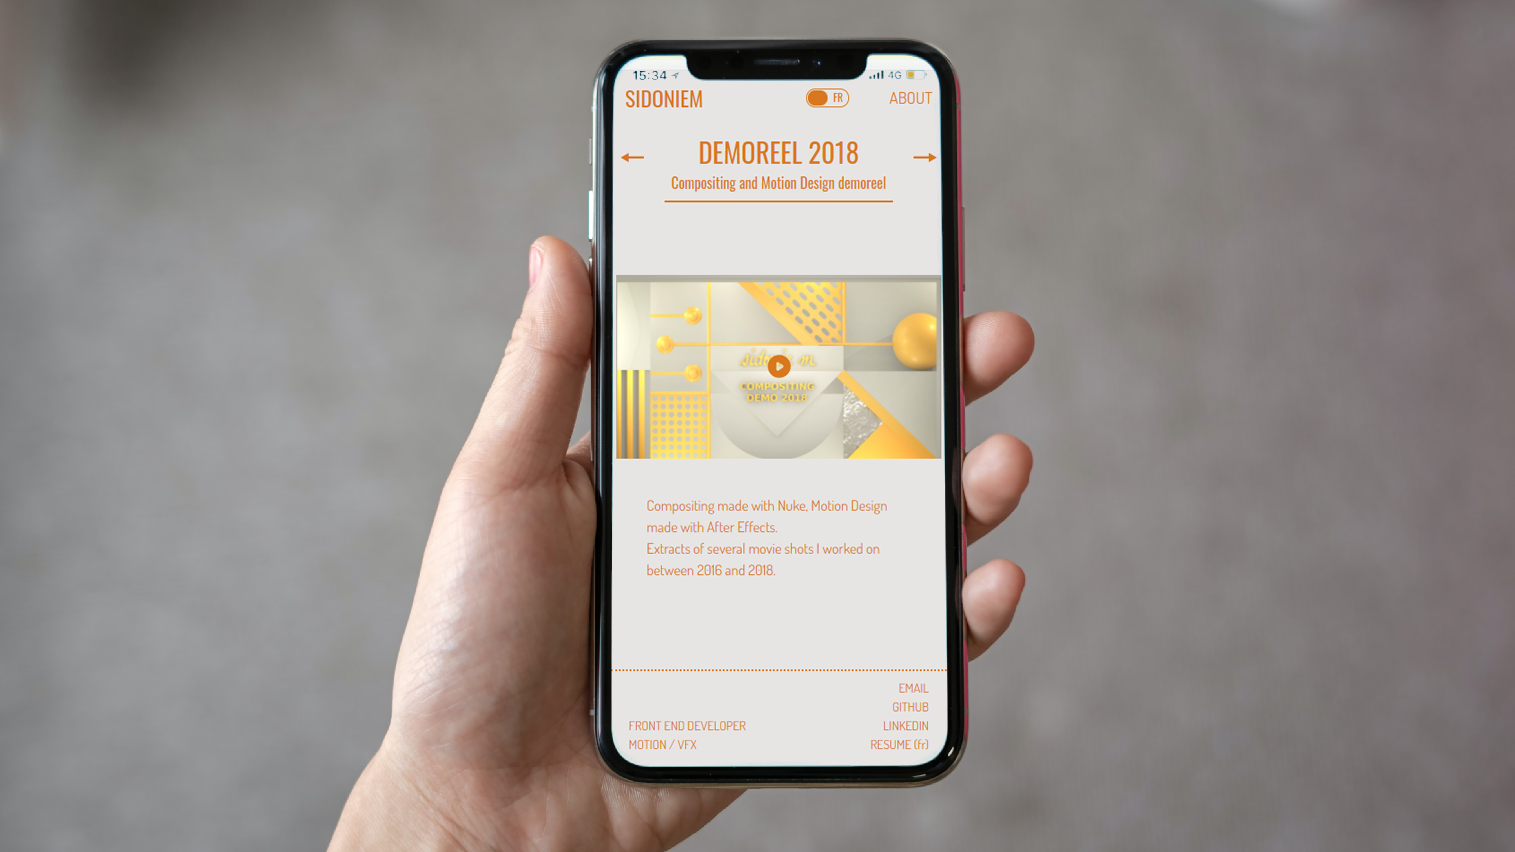 15:34
4G
SIDONIEM
FR
ABOUT
DEMOREEL 2018
Compositing and Motion Design demoreel
COMPOSITING
DEMO 2018
Compositing made with Nuke, Motion Design
made with After Effects.
Extracts of several movie shots I worked on
between 2016 and 2018.
EMAIL
GITHUB
FRONT END DEVELOPER
LINKEDIN
MOTION / VFX
RESUME (fr)